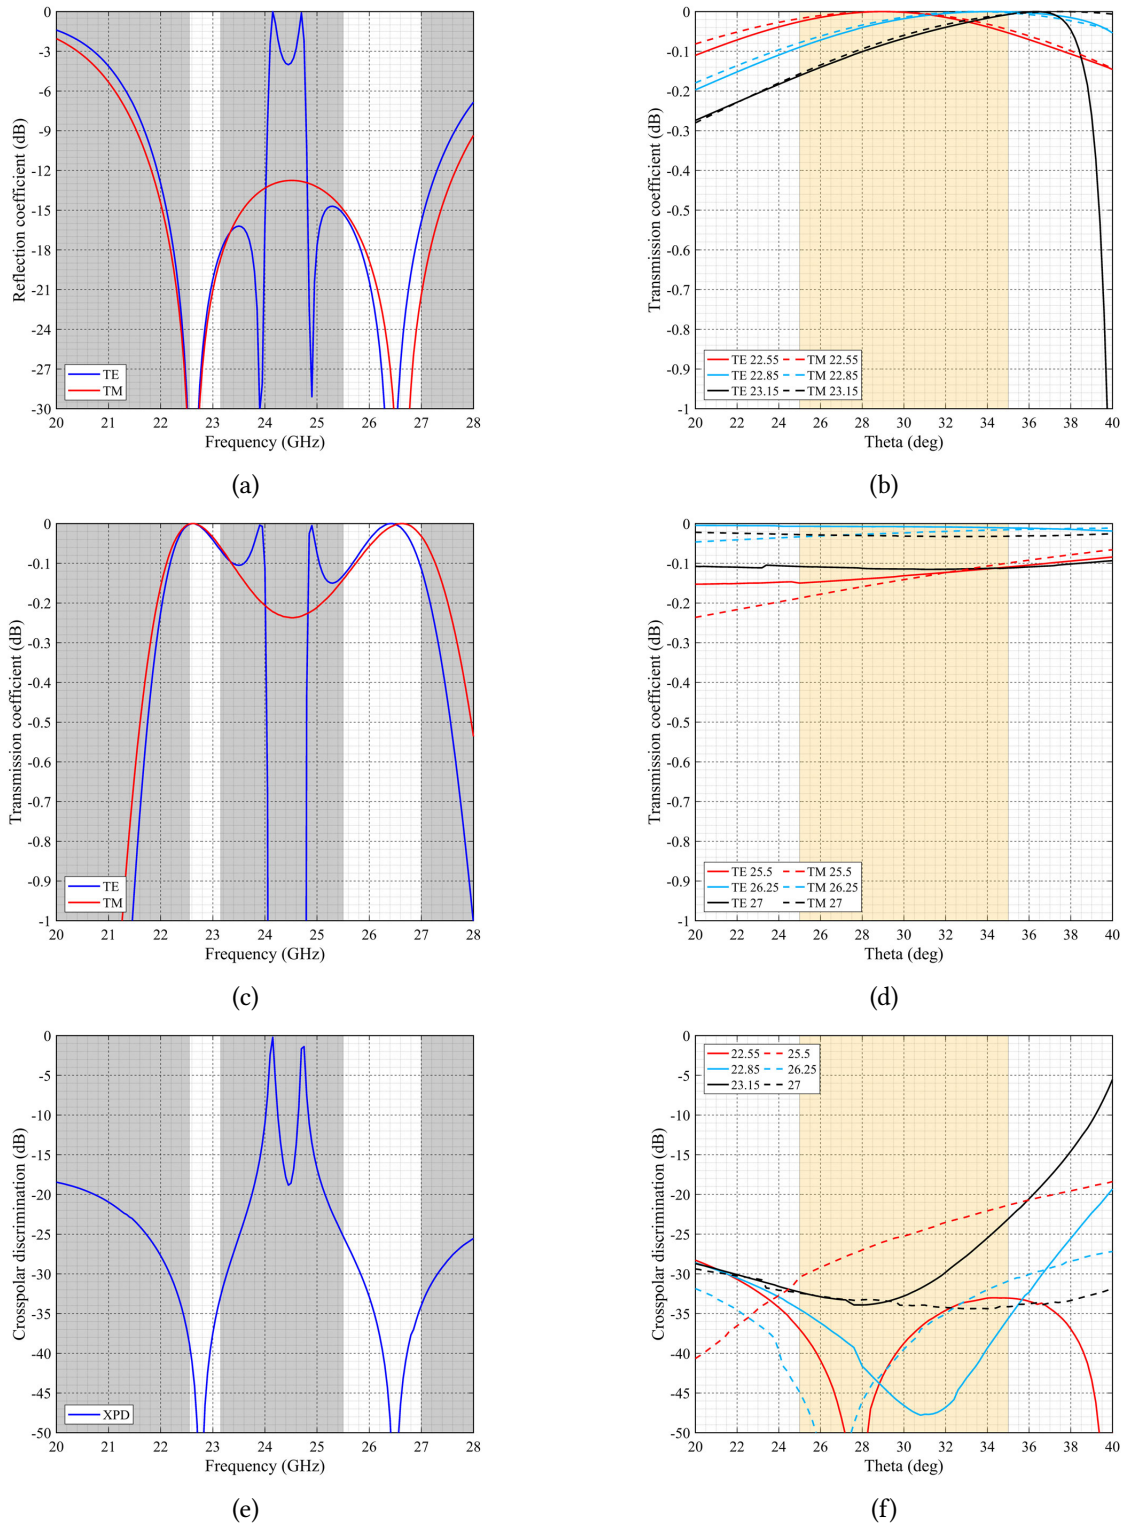 0
-3
-6
-9
-12
-15
-18
-21
-24
-27
-30
Reflection coefficient (dB)
TE
TM
20 21 22 23 24 25 26 27 28
Frequency (GHz)
(a)
0
-0.1
-0.2
-0.3
-0.4
-0.5
-0.6
-0.7
-0.8
-0.9
-1
Transmission coefficient (dB)
TE 22.55 TM 22.55
TE 22.85 TM 22.85
TE 23.15 TM 23.15
20 22 24 26 28 30 32 34 36 38 40
Theta (deg)
(b)
0
-0.1
-0.2
-0.3
-0.4
-0.5
-0.6
-0.7
-0.8
-0.9
-1
Transmission coefficient (dB)
TE
TM
20 21 22 23 24 25 26 27 28
Frequency (GHz)
(c)
0
-0.1
-0.2
-0.3
-0.4
-0.5
-0.6
-0.7
-0.8
-0.9
-1
Transmission coefficient (dB)
TE 25.5 TM 25.5
TE 26.25 TM 26.25
TE 27 TM 27
20 22 24 26 28 30 32 34 36 38 40
Theta (deg)
(d)
0
-5
-10
-15
-20
-25
-30
-35
-40
-45
-50
Crosspolar discrimination (dB)
XPD
20 21 22 23 24 25 26 27 28
Frequency (GHz)
(e)
0
-5
-10
-15
-20
-25
-30
-35
-40
-45
-50
Crosspolar discrimination (dB)
22.55 25.5
22.85 26.25
23.15 27
20 22 24 26 28 30 32 34 36 38 40
Theta (deg)
(f)